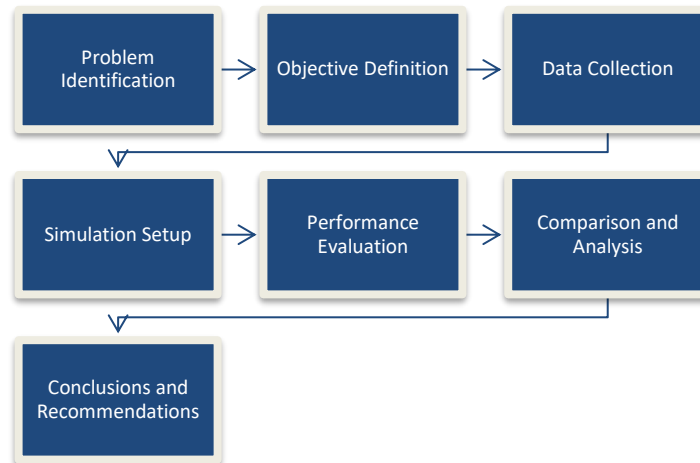 Problem
Identification
Objective Definition
Data Collection
Simulation Setup
Performance
Evaluation
Comparison and
Analysis
Conclusions and
Recommendations